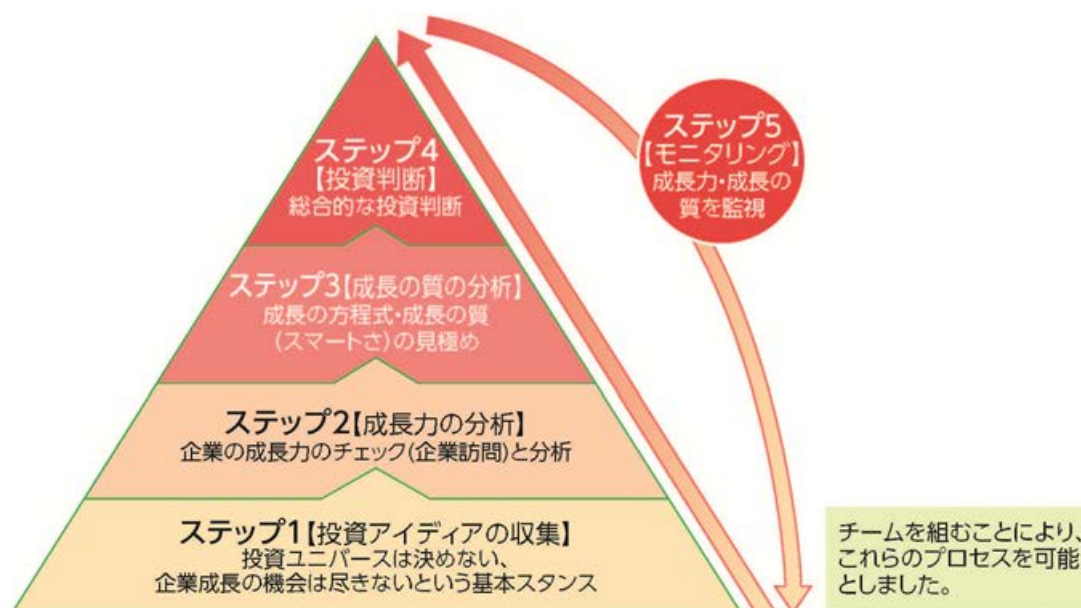 ステップ4
【投資判断】
総合的な投資判断
ステップ5
【モニタリング】
成長力・成長の
質を監視
ステップ3【成長の質の分析】
成長の方程式・成長の質
(スマートさ)の見極め
ステップ2【成長力の分析】
企業の成長力のチェック(企業訪問)と分析
ステップ1【投資アイディアの収集】
投資ユニバースは決めない、
企業成長の機会は尽きないという基本スタンス
チームを組むことにより、
これらのプロセスを可能
としました。